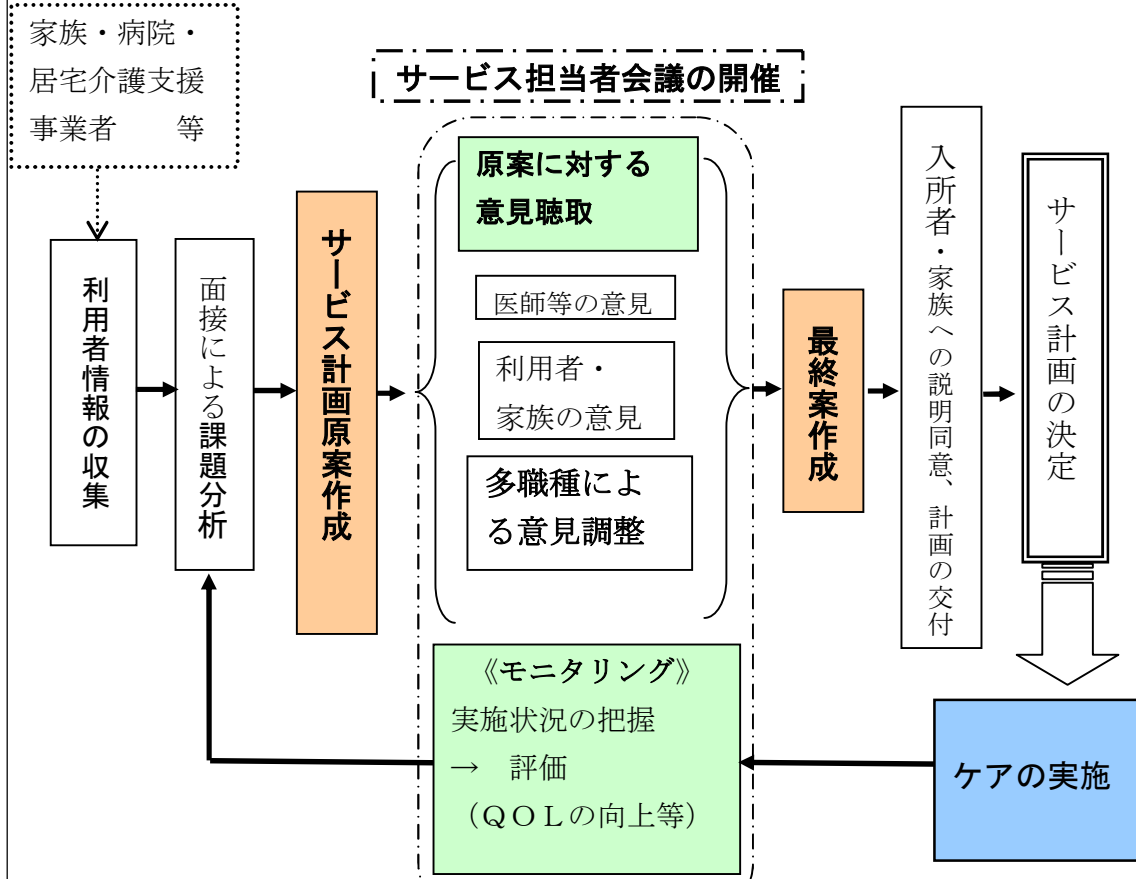 家族・病院・
居宅介護支援
事業者　　等
サービス担当者会議の開催
利用者情報の収集
面接による課題分析
サービス計画原案作成
原案に対する
意見聴取
医師等の意見
利用者・
家族の意見
多職種によ
る意見調整
最終案作成
入所者・家族への説明同意、計画の交付
サービス計画の決定
ケアの実施
《モニタリング》
実施状況の把握
→　評価
（ＱＯＬの向上等）